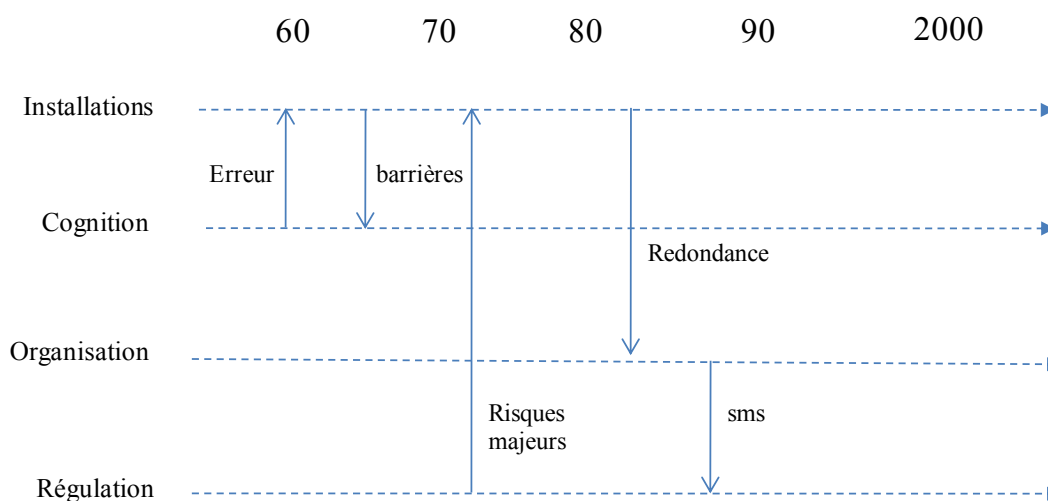 60 70 80 90 2000
Installations
Erreur barrières
Cognition
Redondance
Organisation
Risques
majeurs
sms
Régulation